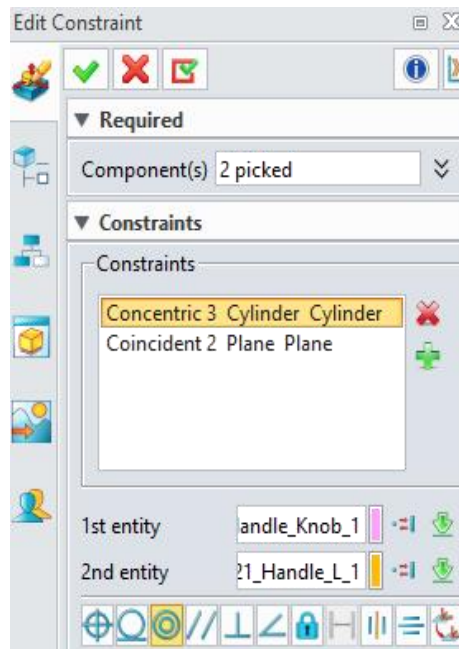 Edit Constraint
Required
Component(s) 2 picked
Constraints
Constraints
Concentric 3 Cylinder Cylinder
Coincident 2 Plane Plane
1st entity andle_Knob_1
2nd entity 21_Handle_L_1